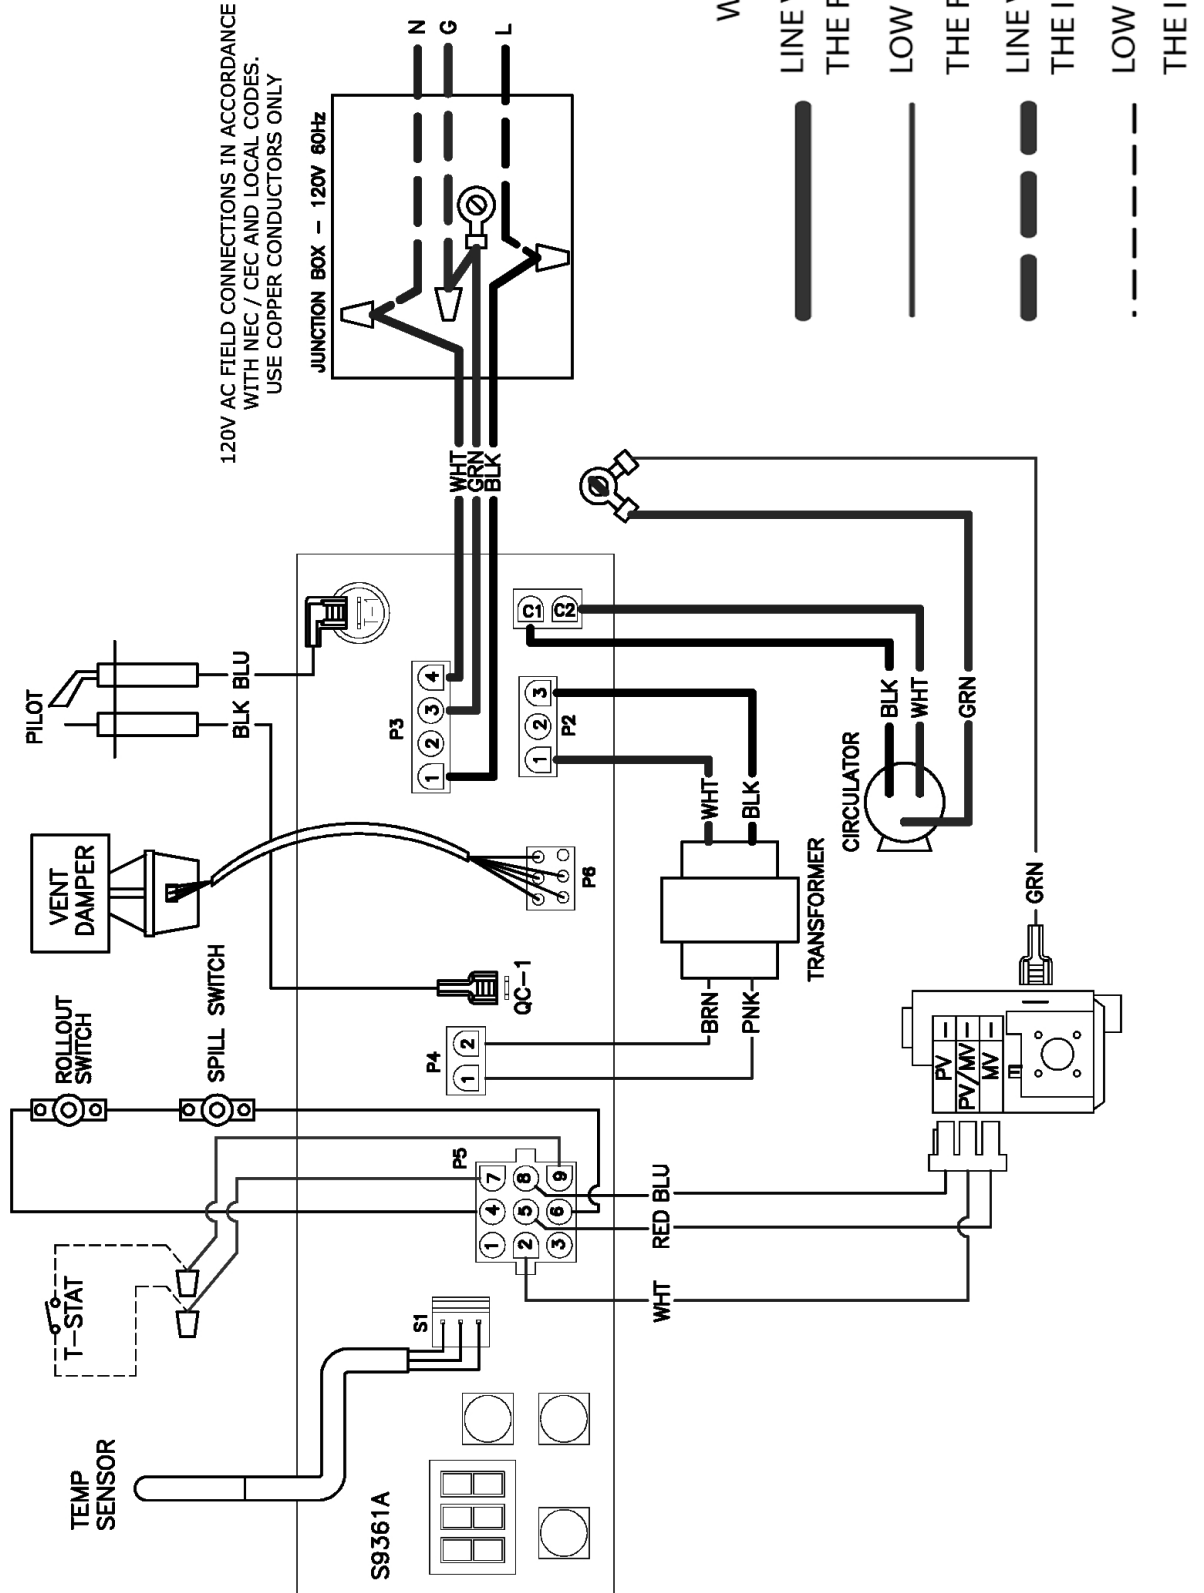 120V AC FIELD CONNECTIONS IN ACCORDANCE
WITH NEC / CEC AND LOCAL CODES.
USE COPPER CONDUCTORS ONLY
JUNCTION BOX – 120V 60Hz
N
G
L
LINE
THE
LOW
THE
LINE
THE
LOW
THE
WHT
GRN
BLK
PILOT
BLK
BLU
T-1
C1
C2
P3
1
2
3
4
P2
1
2
3
VENT
DAMPER
P6
WHT
BLK
TRANSFORMER
BRN
PNK
CIRCULATOR
BLK
WHT
GRN
GRN
ROLLOUT
SWITCH
SPILL SWITCH
QC-1
P4
1
2
PV
PV/MV
MV
P5
7
8
9
4
5
6
1
2
3
BLU
RED
WHT
T-STAT
S1
TEMP
SENSOR
S9361A